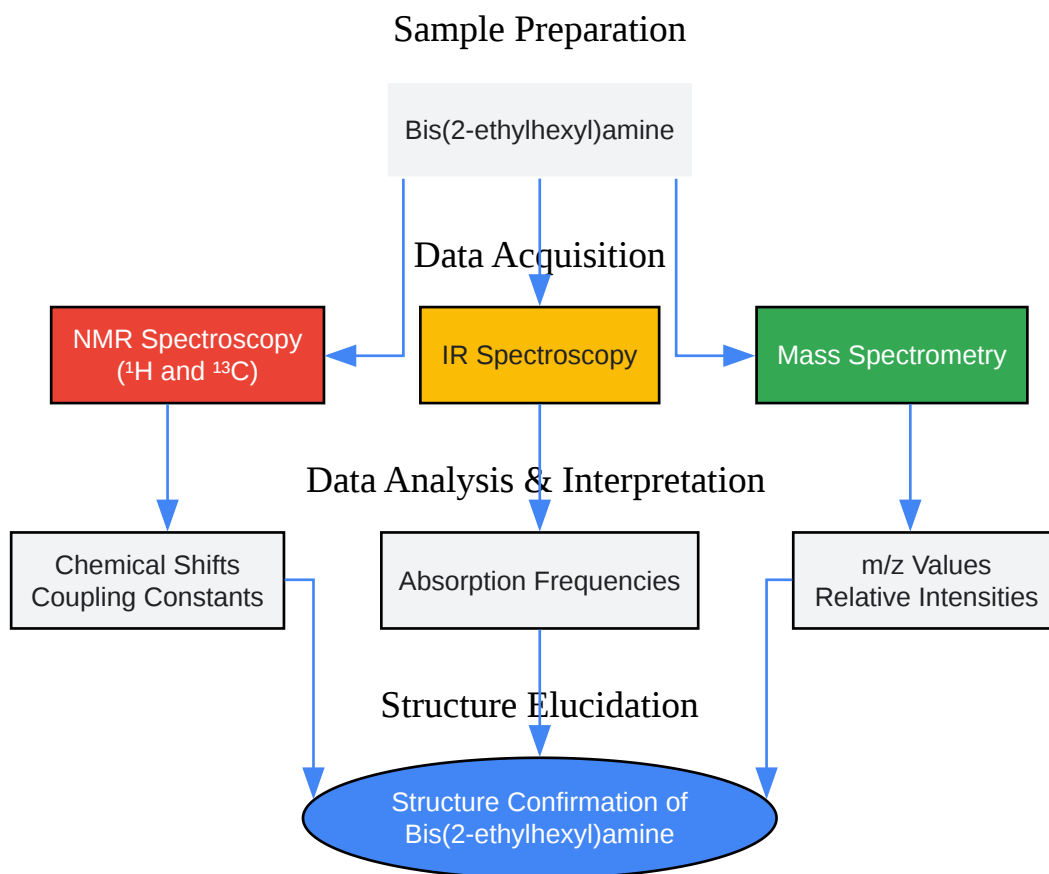 Sample Preparation
Bis(2-ethylhexyl)amine
Data Acquisition
NMR Spectroscopy
(¹H and ¹³C)
IR Spectroscopy
Mass Spectrometry
Data Analysis & Interpretation
Chemical Shifts
Coupling Constants
Absorption Frequencies
m/z Values
Relative Intensities
Structure Elucidation
Structure Confirmation of
Bis(2-ethylhexyl)amine